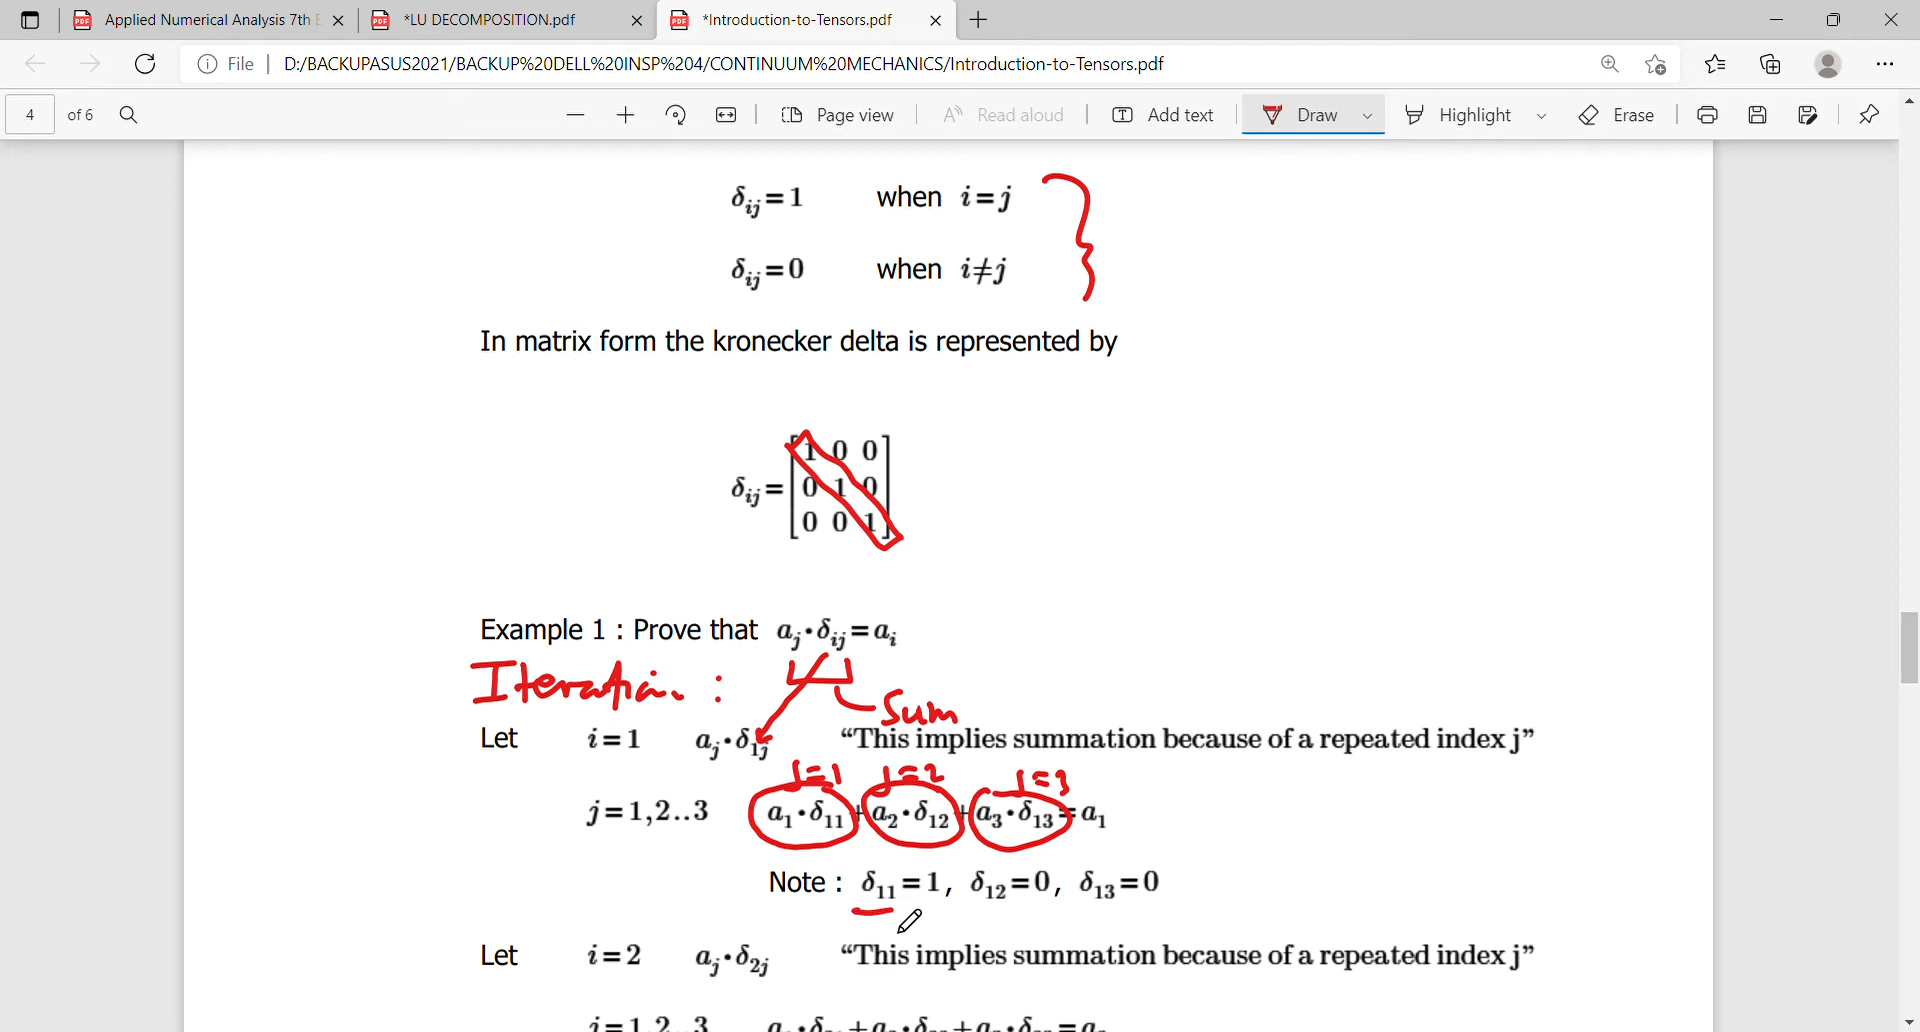 Applied Numerical Analysis 7th E
*LU DECOMPOSITION.pdf
*Introduction-to-Tensors.pdf
File | D:/BACKUPASUS2021/BACKUP%20DELL%20INSP%204/CONTINUUM%20MECHANICS/Introduction-to-Tensors.pdf
4 of 6 Page view Read aloud Add text Draw Highlight Erase
δij=1 when i=j
δij=0 when i≠j
In matrix form the kronecker delta is represented by
δij= [1 0 0
0 1 0
0 0 1]
Example 1 : Prove that aj·δij=ai
Iteration :
Sum
Let i=1 aj·δ1j “This implies summation because of a repeated index j”
j=1 j=2 j=3
j=1,2..3 a1·δ11+a2·δ12+a3·δ13=a1
Note : δ11=1, δ12=0, δ13=0
Let i=2 aj·δ2j “This implies summation because of a repeated index j”